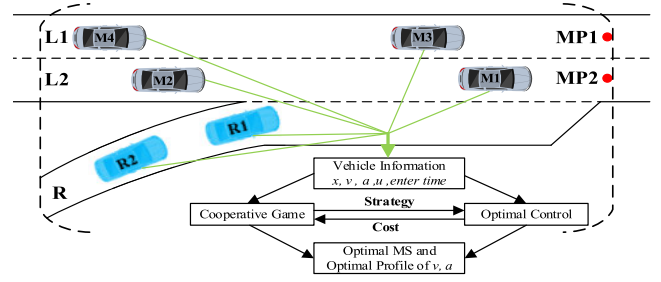 L1 M4 M3 MP1
L2 M2 M1 MP2
R1
R2
R
Vehicle Information
x, v , a ,u ,enter time
Strategy
Cooperative Game Optimal Control
Cost
Optimal MS and
Optimal Profile of v, a